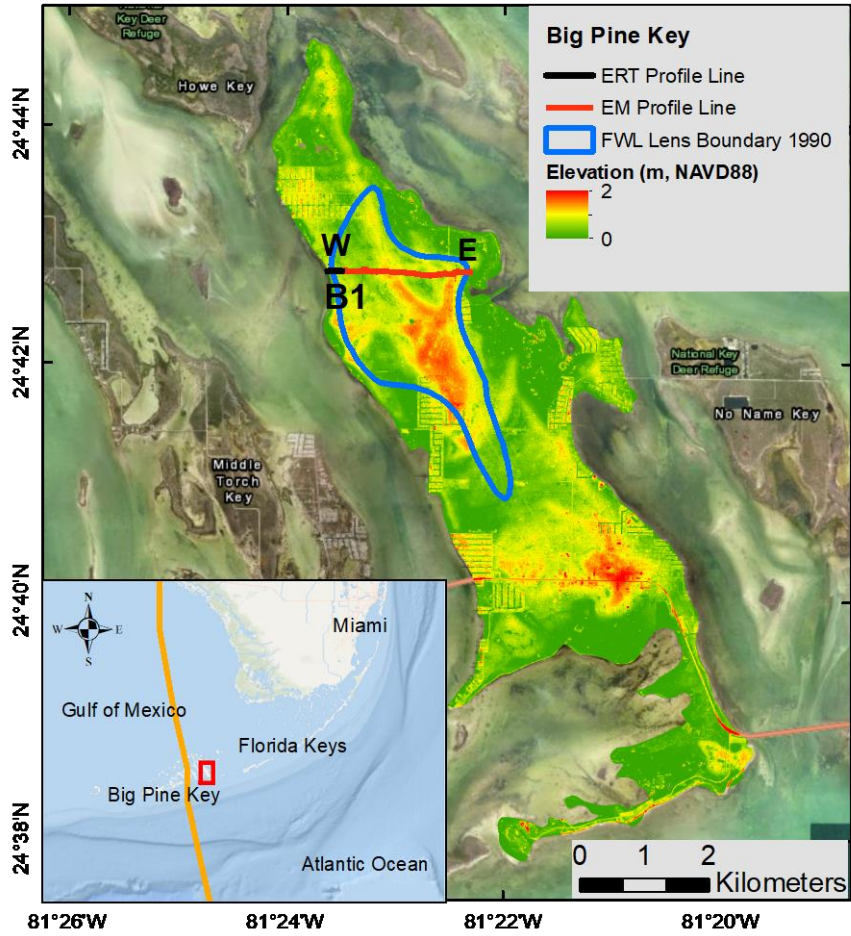 National
Key Deer
Refuge
Howe Key
Big Pine Key
ERT Profile Line
EM Profile Line
FWL Lens Boundary 1990
Elevation (m, NAVD88)
2
0
W
E
B1
National Key
Deer Refuge
No Name Key
Middle
Torch
Key
24°44'N
24°42'N
24°40'N
24°38'N
N
W
E
S
Miami
Gulf of Mexico
Florida Keys
Big Pine Key
Atlantic Ocean
0 1 2
Kilometers
81°26'W 81°24'W 81°22'W 81°20'W